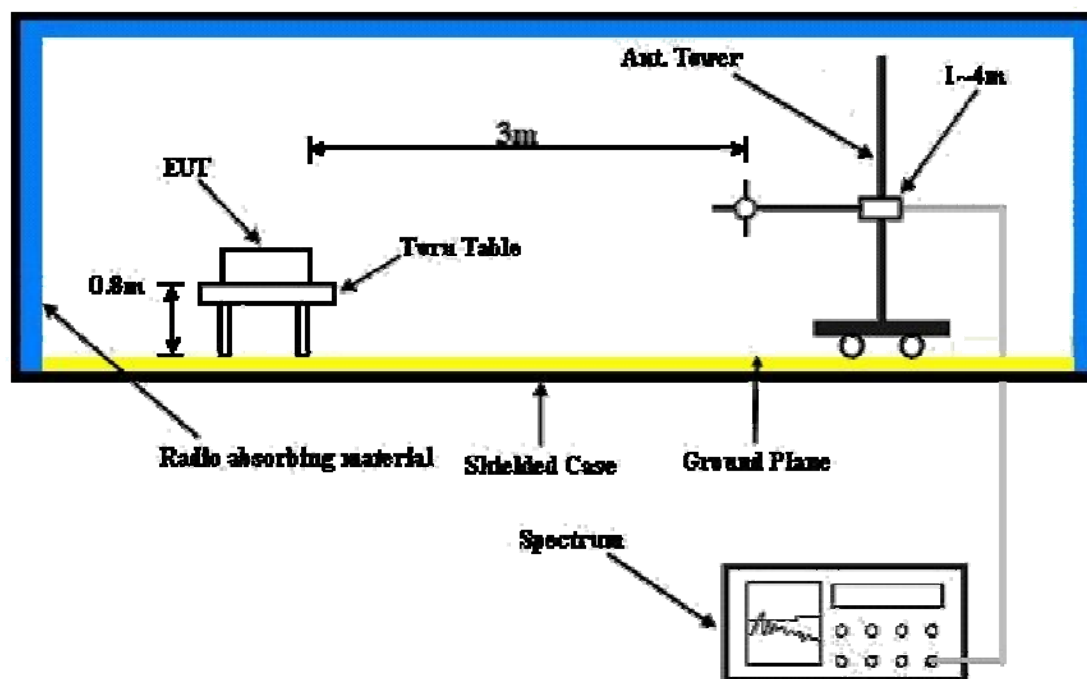 Ant. Tower
1~4m
3m
EUT
Turn Table
0.8m
Radio absorbing material
Shielded Case
Ground Plane
Spectrum